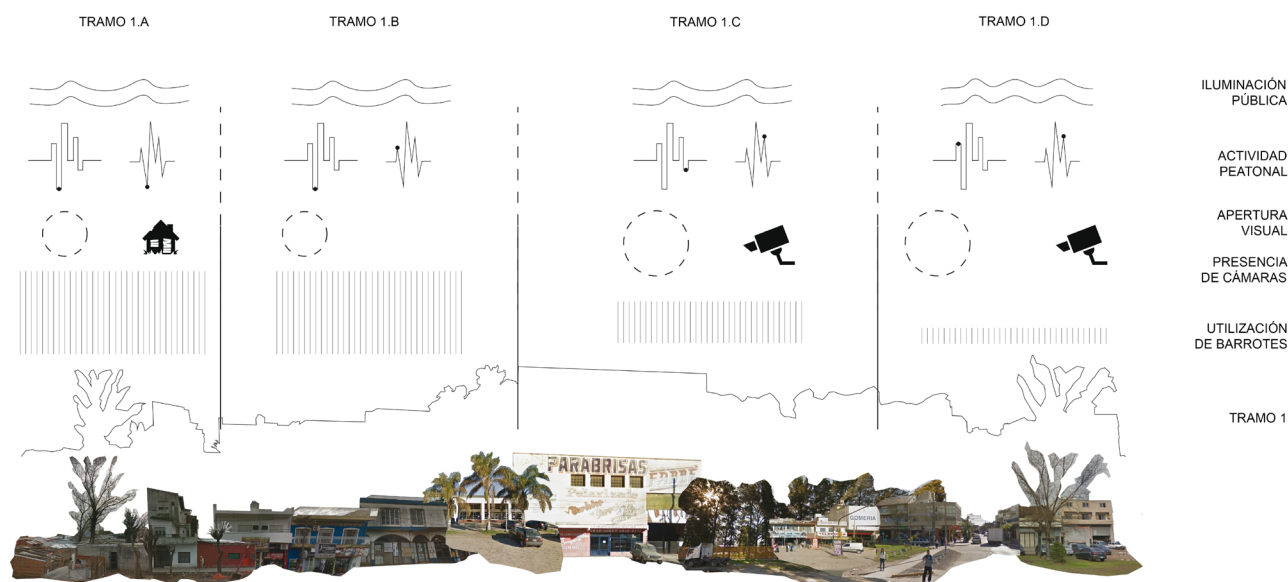 TRAMO 1.A
TRAMO 1.B
TRAMO 1.C
TRAMO 1.D
ILUMINACIÓN
PÚBLICA
ACTIVIDAD
PEATONAL
APERTURA
VISUAL
PRESENCIA
DE CÁMARAS
UTILIZACIÓN
DE BARROTES
TRAMO 1
PARABRISAS
GOMERIA